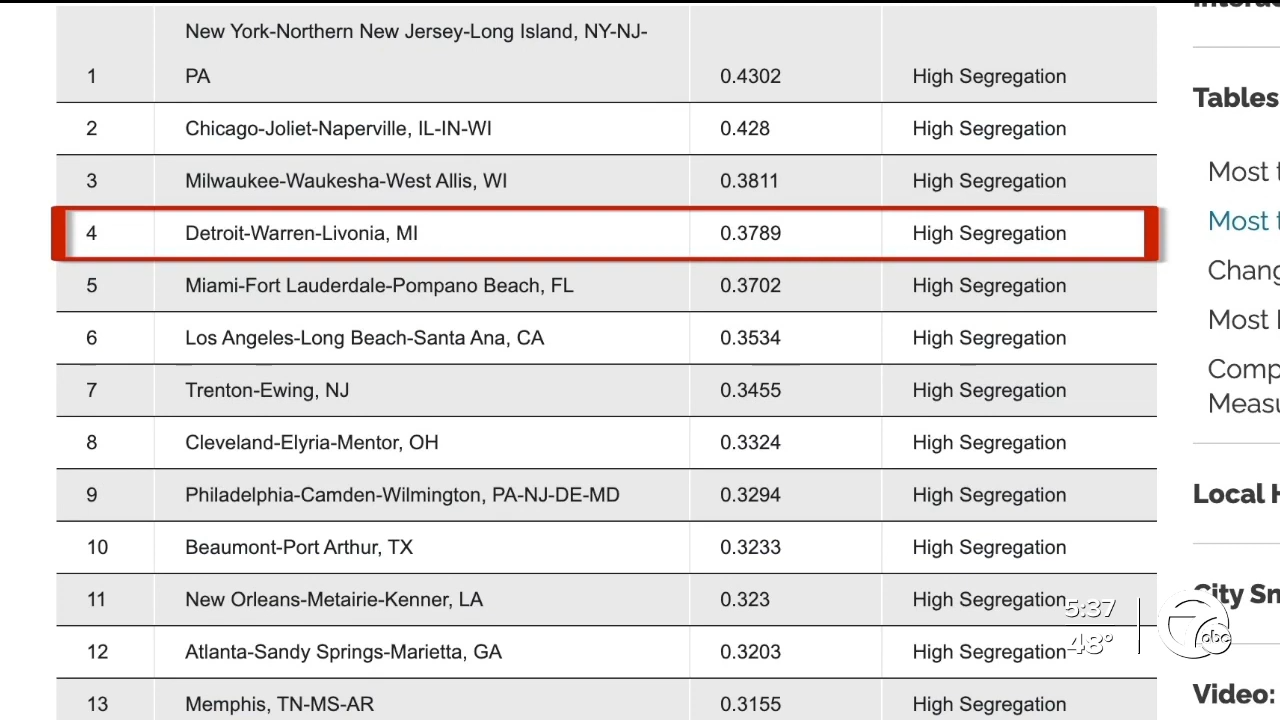 New York-Northern New Jersey-Long Island, NY-NJ-
1 PA 0.4302 High Segregation
2 Chicago-Joliet-Naperville, IL-IN-WI 0.428 High Segregation
3 Milwaukee-Waukesha-West Allis, WI 0.3811 High Segregation
4 Detroit-Warren-Livonia, MI 0.3789 High Segregation
5 Miami-Fort Lauderdale-Pompano Beach, FL 0.3702 High Segregation
6 Los Angeles-Long Beach-Santa Ana, CA 0.3534 High Segregation
7 Trenton-Ewing, NJ 0.3455 High Segregation
8 Cleveland-Elyria-Mentor, OH 0.3324 High Segregation
9 Philadelphia-Camden-Wilmington, PA-NJ-DE-MD 0.3294 High Segregation
10 Beaumont-Port Arthur, TX 0.3233 High Segregation
11 New Orleans-Metairie-Kenner, LA 0.323 High Segregation
12 Atlanta-Sandy Springs-Marietta, GA 0.3203 High Segregation
13 Memphis, TN-MS-AR 0.3155 High Segregation
Tables
Most t
Most t
Chang
Most
Comp
Measu
Local H
City Sn
Video:
5:37
48°
7 abc